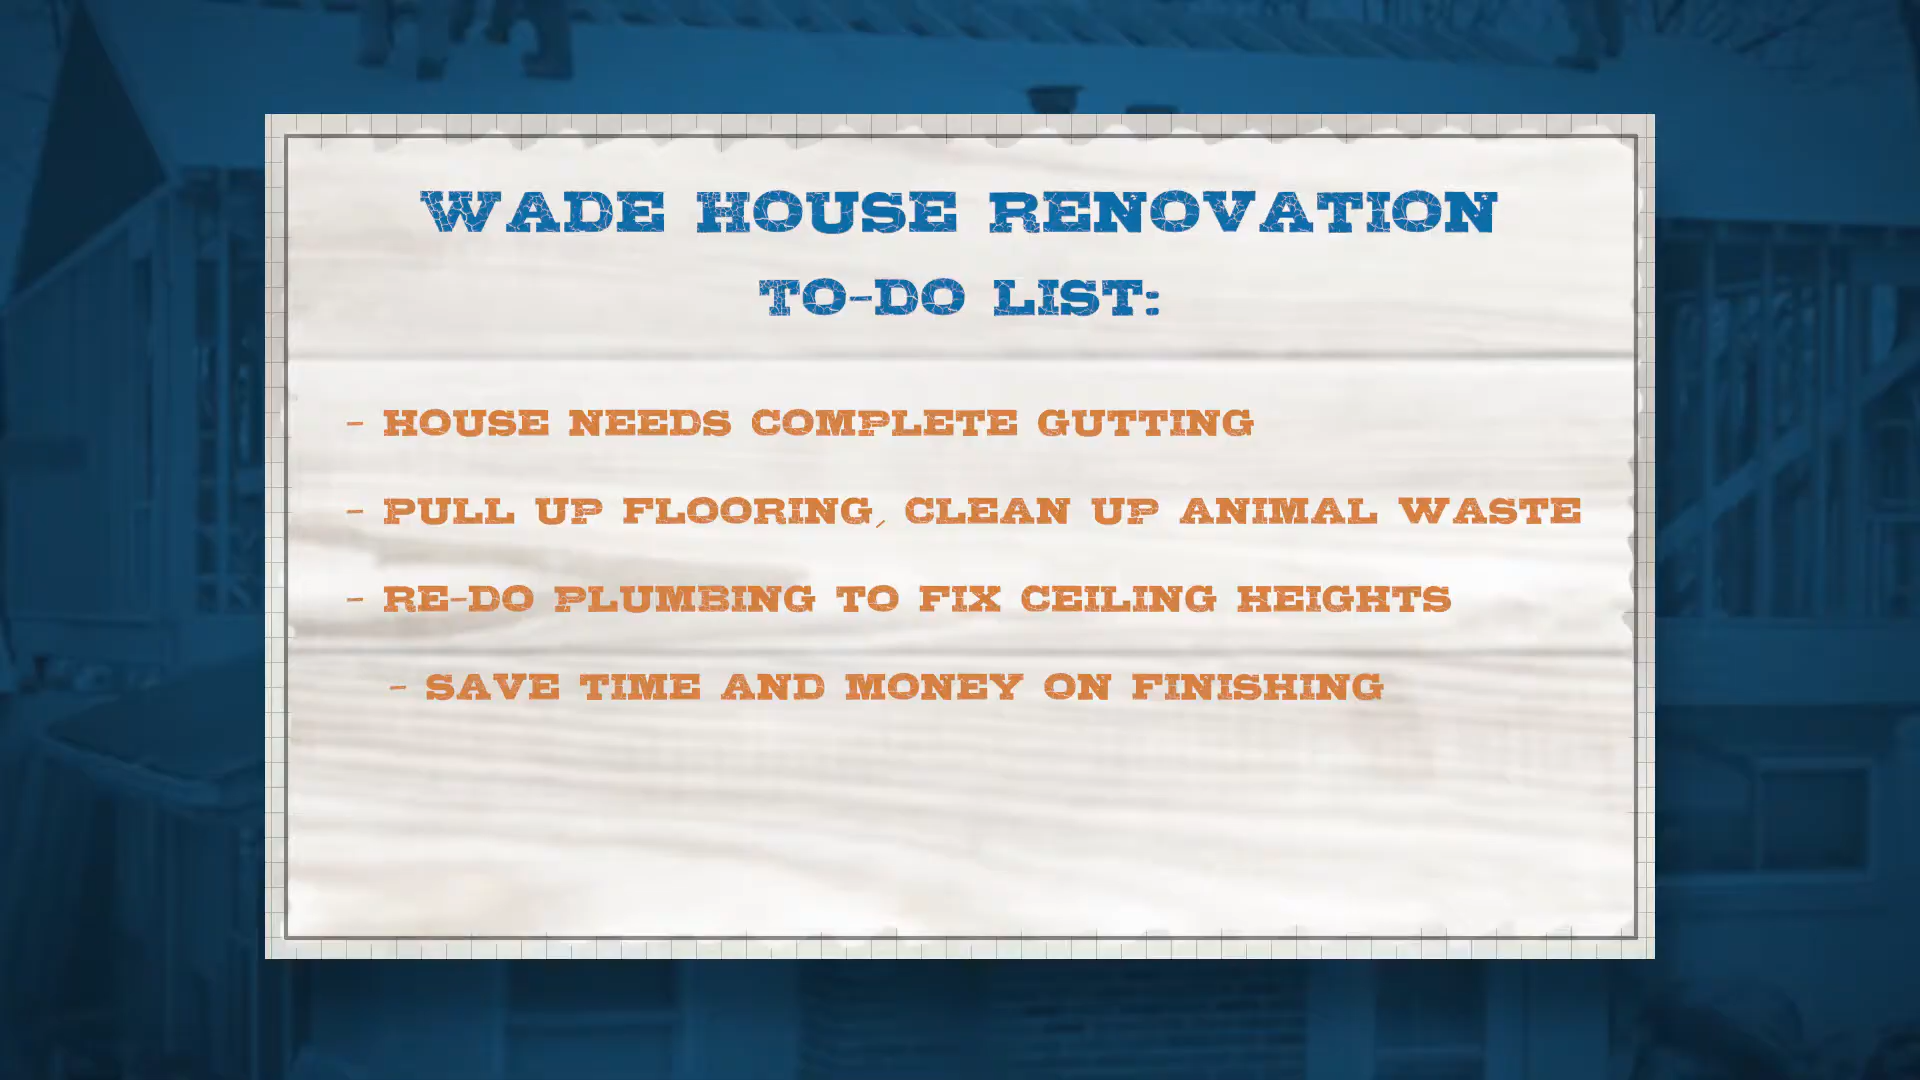 WADE HOUSE RENOVATION
TO-DO LIST:
- HOUSE NEEDS COMPLETE GUTTING
- PULL UP FLOORING, CLEAN UP ANIMAL WASTE
- RE-DO PLUMBING TO FIX CEILING HEIGHTS
- SAVE TIME AND MONEY ON FINISHING